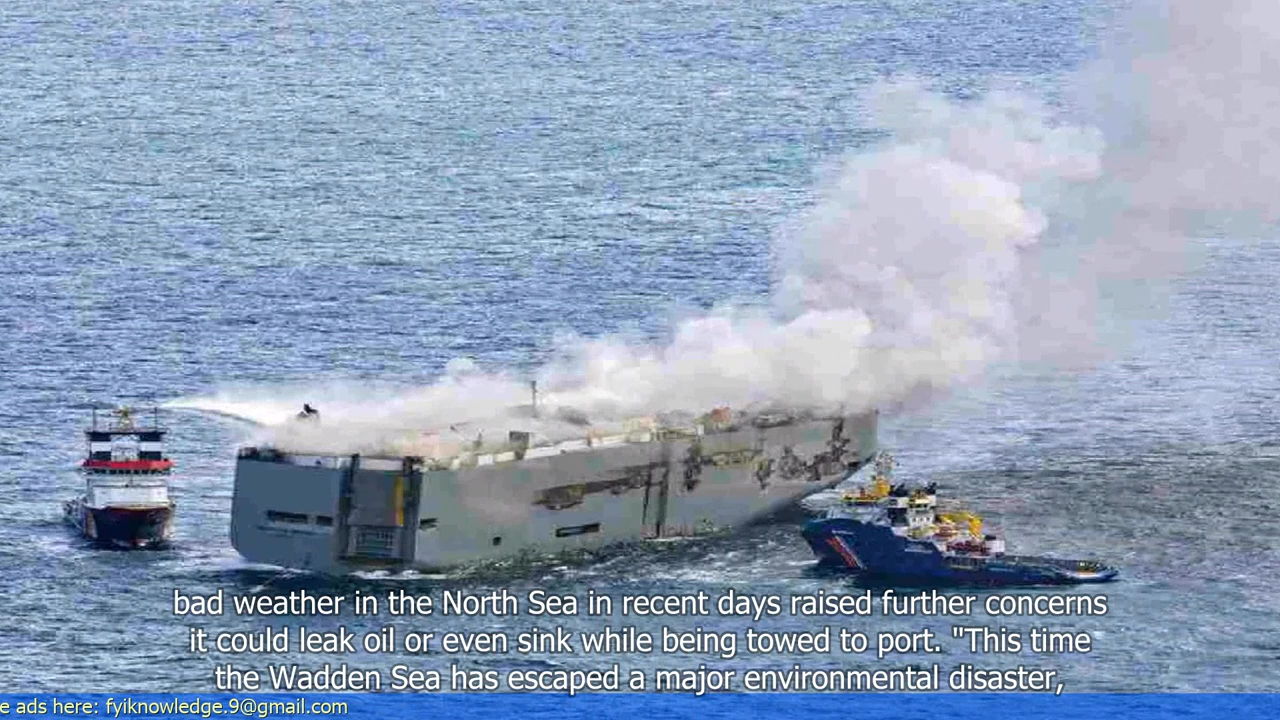 bad weather in the North Sea in recent days raised further concerns
it could leak oil or even sink while being towed to port. "This time
the Wadden Sea has escaped a major environmental disaster,
e ads here: fyiknowledge.9@gmail.com